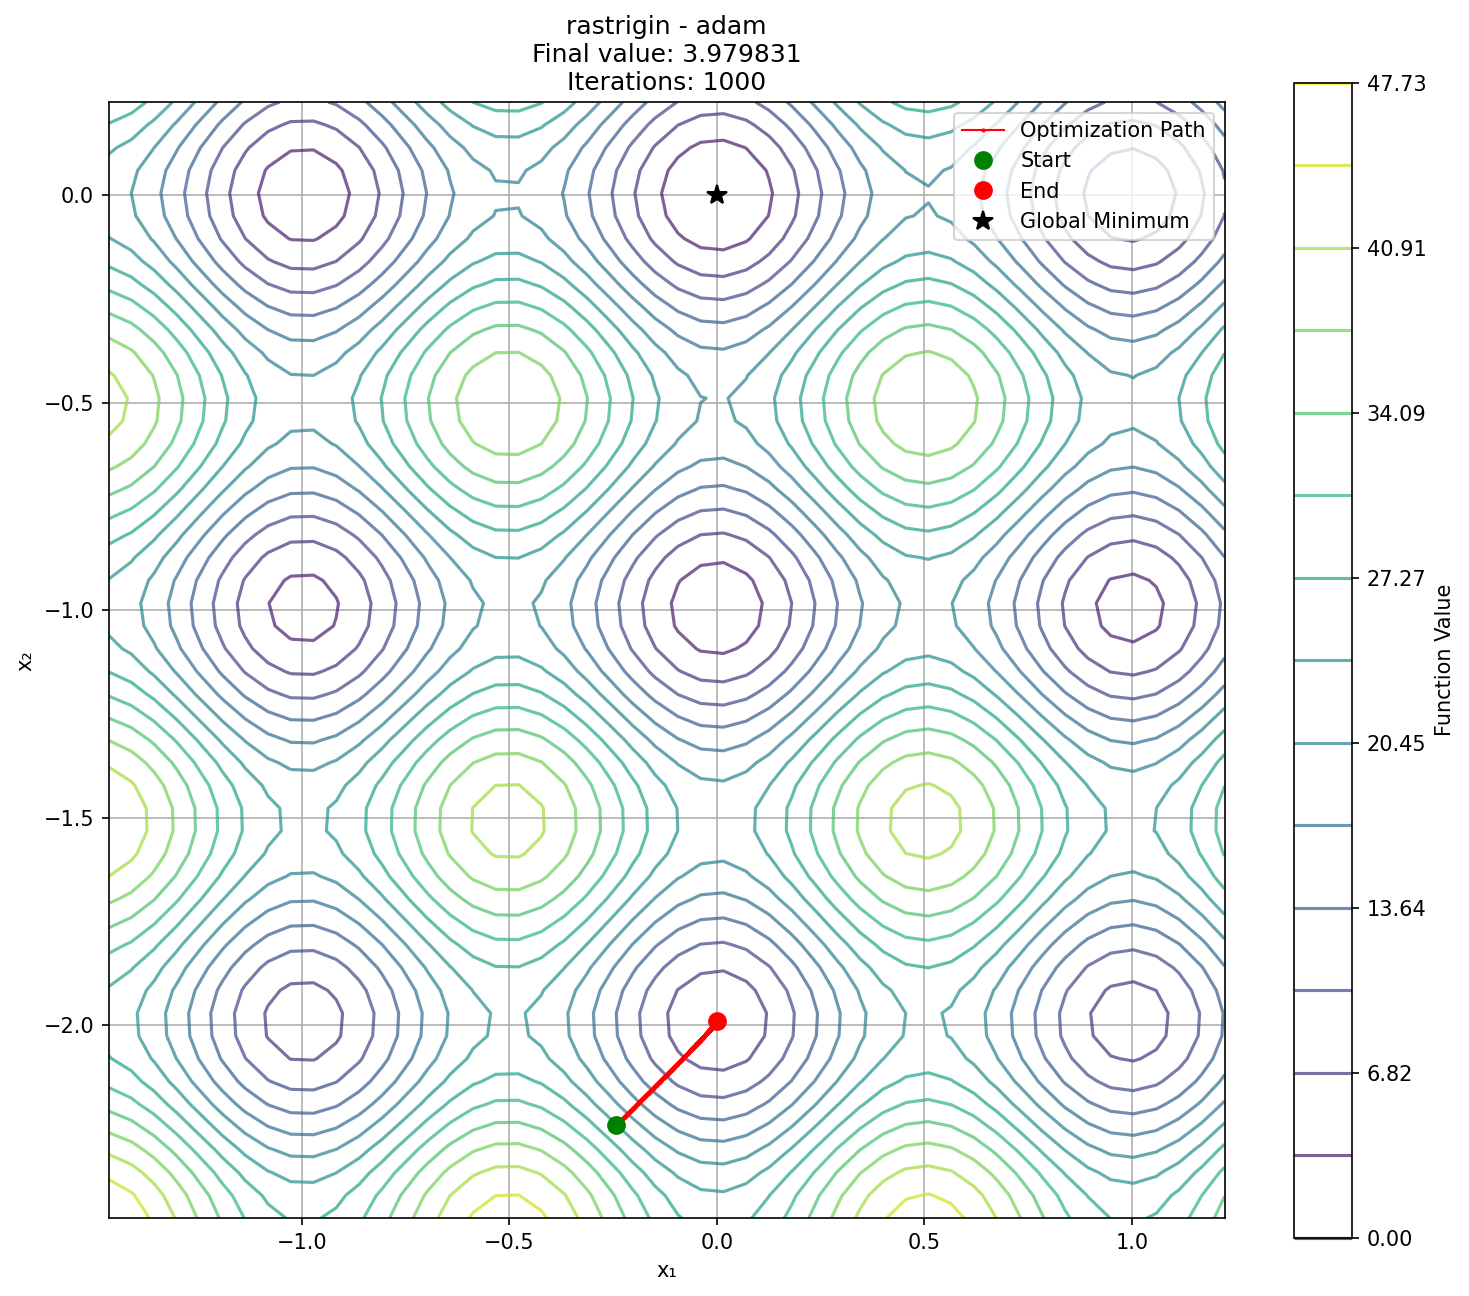 rastrigin - adam
Final value: 3.979831
Iterations: 1000
Optimization Path
Start
End
Global Minimum
0.0
−0.5
−1.0
−1.5
−2.0
x₂
−1.0
−0.5
0.0
0.5
1.0
x₁
47.73
40.91
34.09
27.27
20.45
13.64
6.82
0.00
Function Value